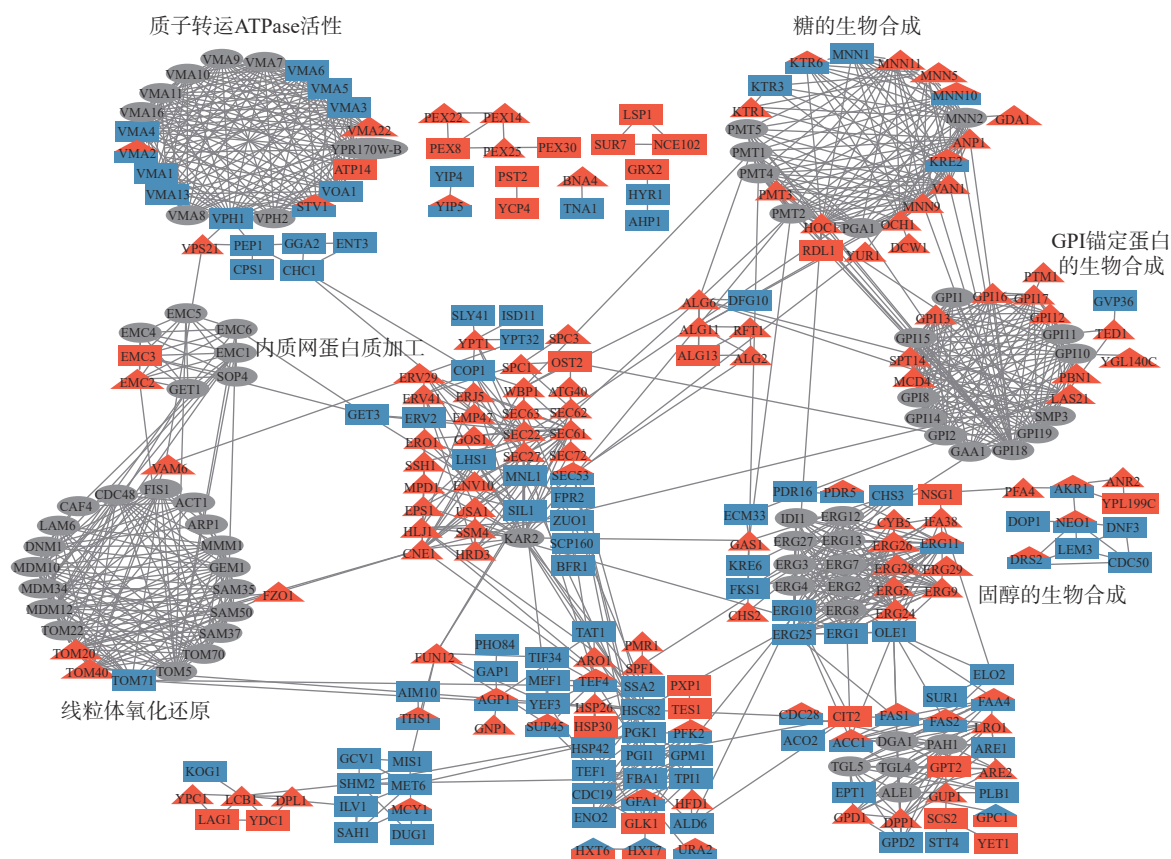 质子转运ATPase活性
糖的生物合成
VMA9
VMA7
VMA10
VMA6
VMA11
VMA5
VMA16
VMA3
VMA4
VMA22
VMA2
YPR170W-B
VMA1
ATP14
VMA13
VOA1
VMA8
VPH1
VPH2
STV1
VPS21
PEP1
GGA2
ENT3
CPS1
CHC1
PEX22
PEX14
PEX8
PEX25
PEX30
LSP1
SUR7
NCE102
YIP4
PST2
BNA4
GRX2
YIP5
YCP4
TNA1
HYR1
AHP1
KTR6
MNN1
MNN11
KTR3
MNN5
MNN10
KTR1
MNN2
GDA1
PMT5
ANP1
PMT1
KRE2
PMT4
VAN1
PMT3
MNN9
PMT2
HOC1
PGA1
OCH1
RDL1
YUR1
DCW1
GPI锚定蛋白
的生物合成
PTM1
GPI1
GPI16
GPI17
GVP36
GPI13
GPI12
GPI15
GPI11
TED1
SPT14
GPI10
YGL140C
MCD4
PBN1
GPI8
LAS21
GPI14
SMP3
GPI2
GPI19
GAA1
GPI18
EMC5
EMC4
EMC6
EMC3
EMC1
EMC2
SOP4
GET1
内质网蛋白质加工
SLY41
ISD11
YPT1
YPT32
SPC3
ALG6
DFG10
ALG11
RFT1
ALG13
ALG2
COP1
SPC1
OST2
ERV29
ERV41
ERJ5
WBP1
ATG40
GET3
ERV2
EMP47
SEC63
SEC62
ERO1
GOS1
SEC22
SEC61
SSH1
LHS1
SEC27
SEC72
MPD1
ENV10
MNL1
SEC53
EPS1
USA1
SIL1
FPR2
HLJ1
SSM4
ZUO1
CNE1
HRD3
KAR2
SCP160
BFR1
VAM6
CDC48
FIS1
CAF4
ACT1
LAM6
ARP1
DNM1
MMM1
MDM10
GEM1
MDM34
SAM35
FZO1
MDM12
SAM50
TOM22
SAM37
TOM20
TOM70
TOM40
TOM71
TOM5
线粒体氧化还原
PDR16
PDR5
CHS3
NSG1
PFA4
AKR1
ANR2
YPL199C
ECM33
IDI1
ERG12
CYB5
IFA38
DOP1
NEO1
DNF3
GAS1
ERG27
ERG13
ERG26
ERG11
LEM3
KRE6
ERG3
ERG7
ERG28
ERG29
DRS2
CDC50
FKS1
ERG4
ERG2
ERG5
ERG9
固醇的生物合成
CHS2
ERG10
ERG8
ERG24
ERG25
ERG1
OLE1
ELO2
TAT1
PHO84
FUN12
TIF34
ARO1
PMR1
GAP1
SPF1
AIM10
AGP1
MEF1
TEF4
SSA2
PXP1
THS1
YEF3
HSP26
HSC82
TES1
GNP1
SUP45
HSP30
PGK1
PFK2
HSP42
PGI1
GPM1
TEF1
FBA1
TPI1
CDC19
GFA1
HFD1
ENO2
GLK1
ALD6
HXT6
HXT7
URA2
KOG1
GCV1
MIS1
YPC1
LCB1
DPL1
SHM2
MET6
LAG1
YDC1
ILV1
MCY1
SAH1
DUG1
SUR1
FAA4
CDC28
CIT2
FAS1
FAS2
LRO1
ACO2
ACC1
DGA1
PAH1
ARE1
TGL5
TGL4
GPT2
ARE2
EPT1
ALE1
GUP1
PLB1
GPD1
DPP1
SCS2
GPC1
GPD2
STT4
YET1